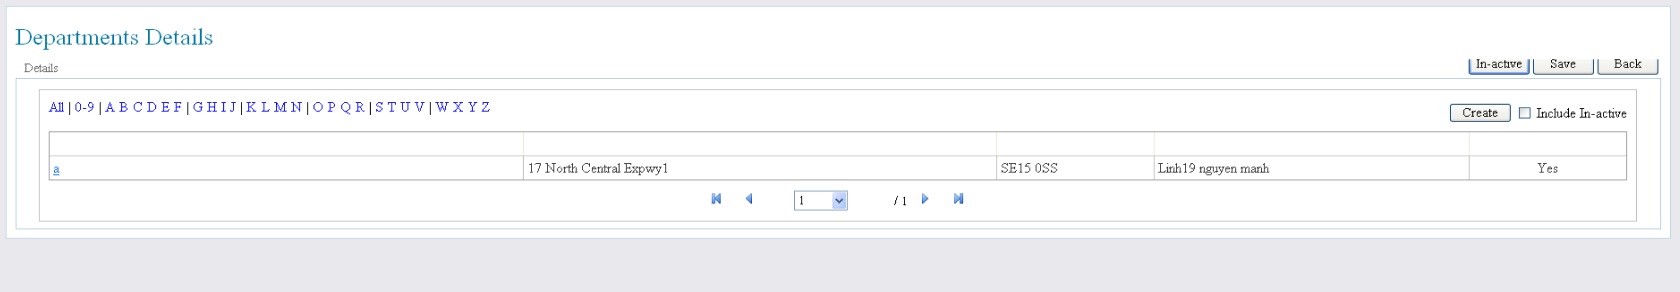 Departments Details
Details
In-active Save Back
All | 0-9 | A B C D E F | G H I J | K L M N | O P Q R | S T U V | W X Y Z
Create Include In-active
a 17 North Central Expwy1 SE15 0SS Linh19 nguyen manh Yes
1 / 1